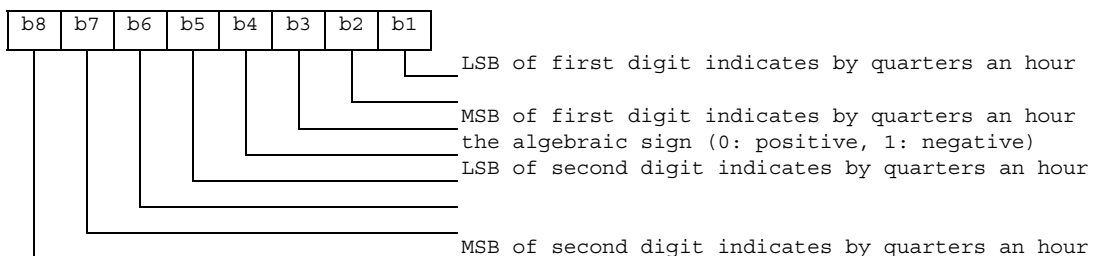 b8 b7 b6 b5 b4 b3 b2 b1
LSB of first digit indicates by quarters an hour
MSB of first digit indicates by quarters an hour
the algebraic sign (0: positive, 1: negative)
LSB of second digit indicates by quarters an hour
MSB of second digit indicates by quarters an hour